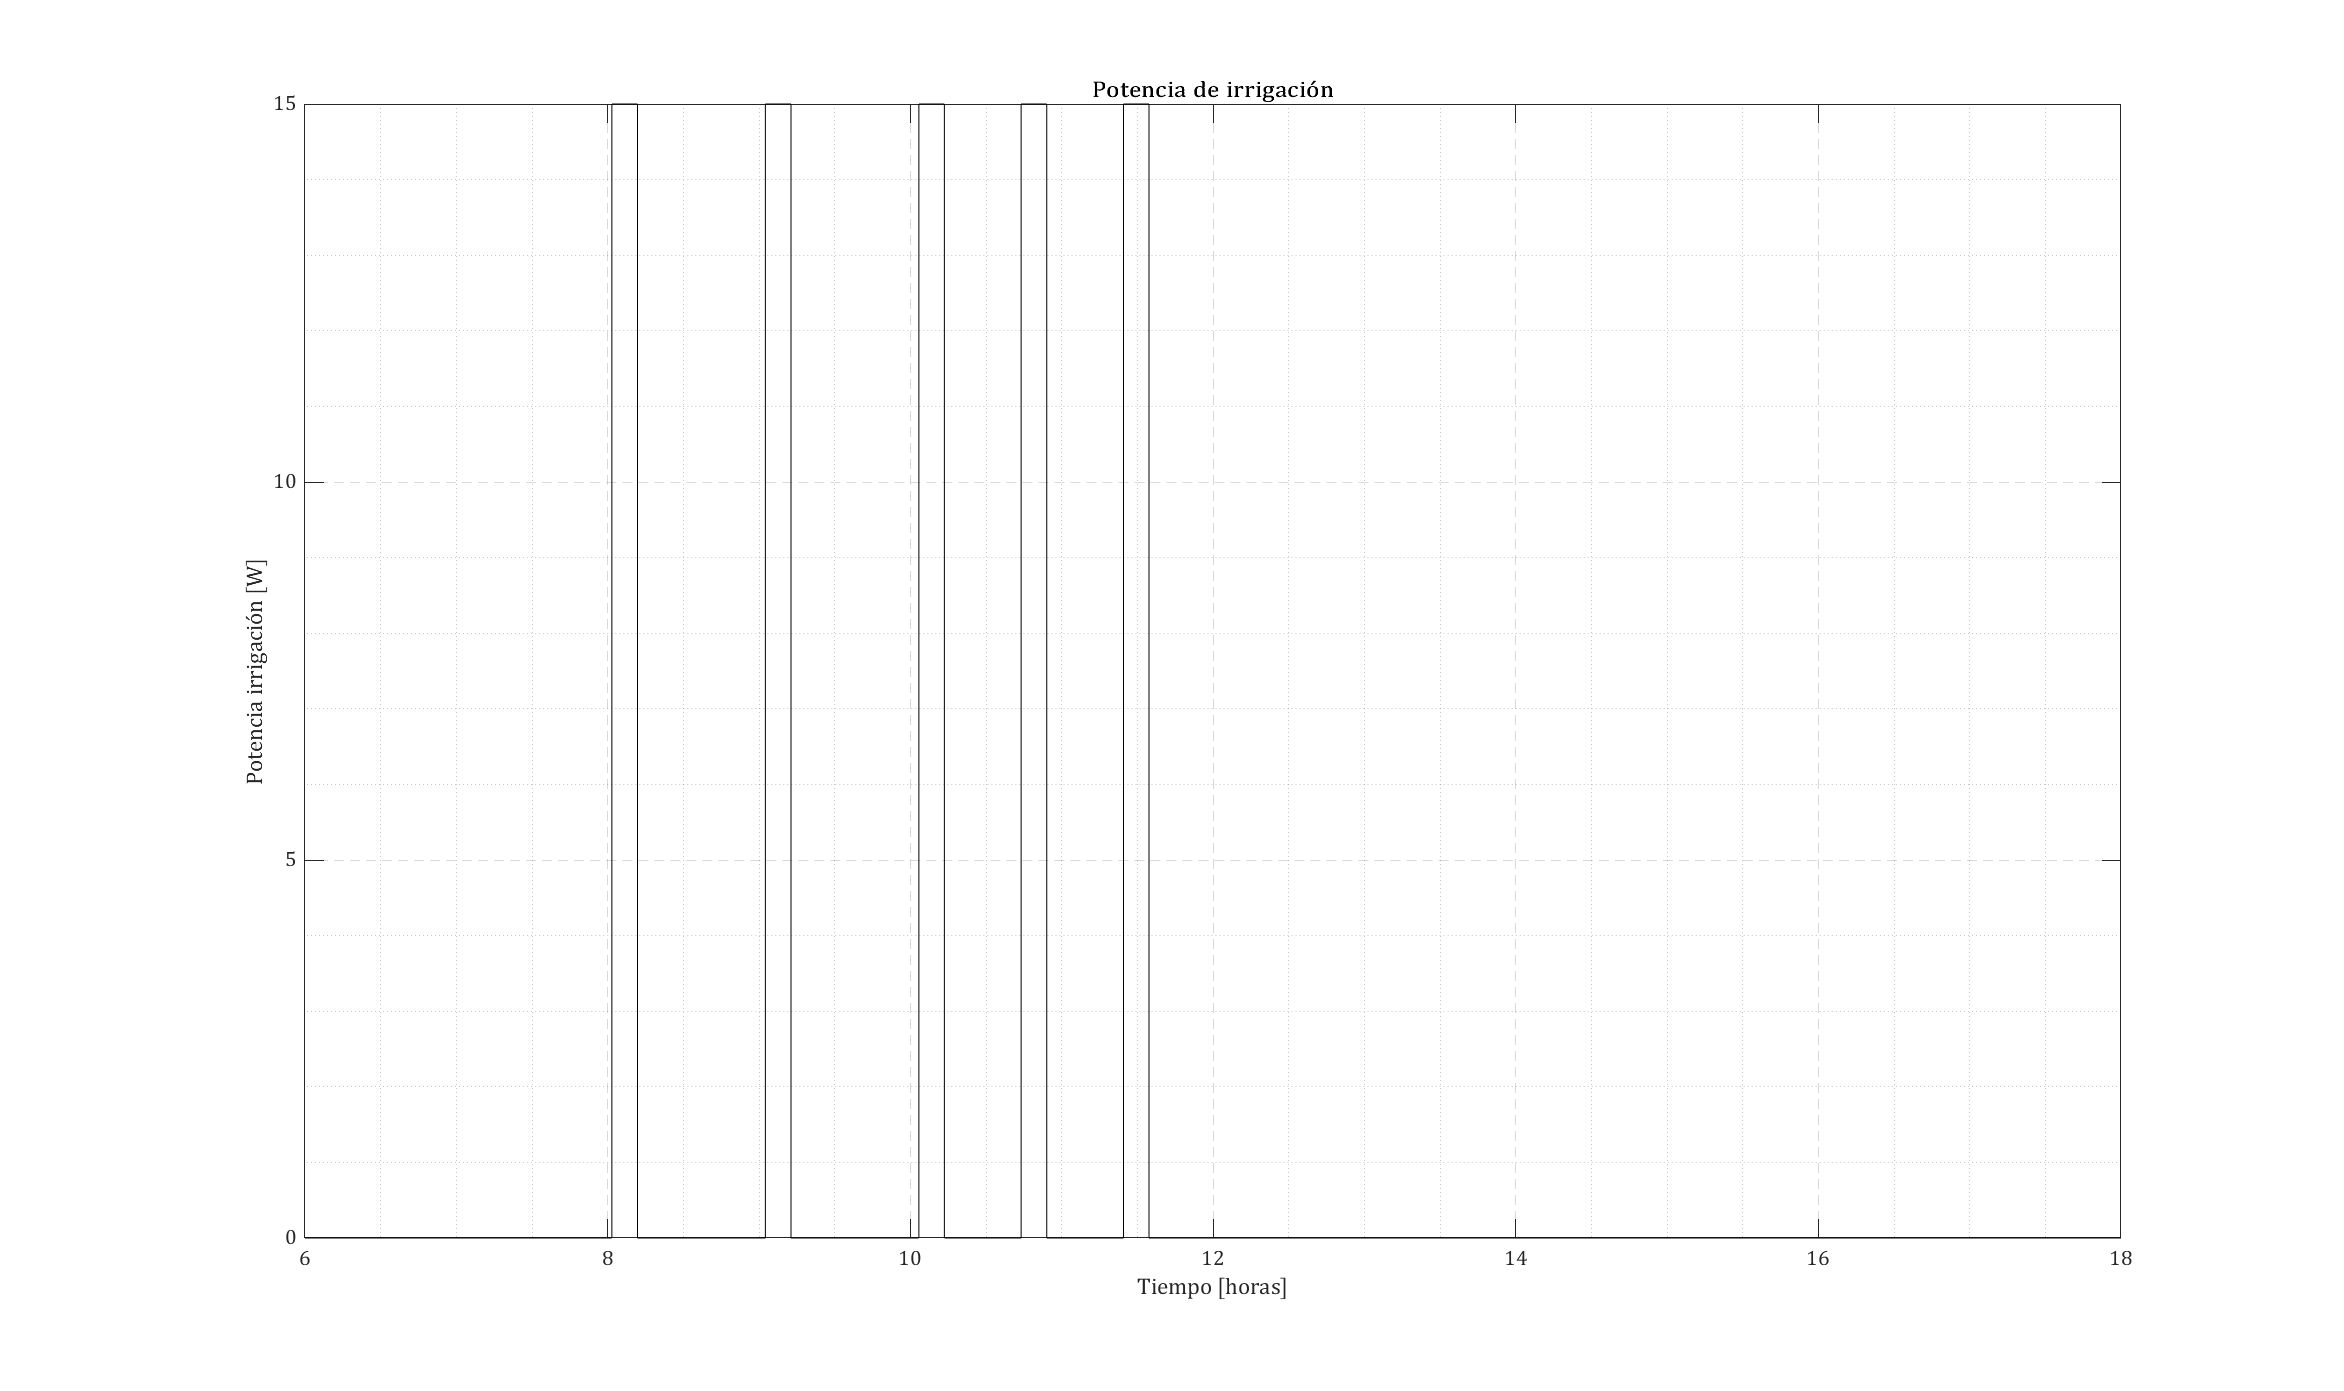 Potencia de irrigación
15
10
5
0
Potencia irrigación [W]
6 8 10 12 14 16 18
Tiempo [horas]